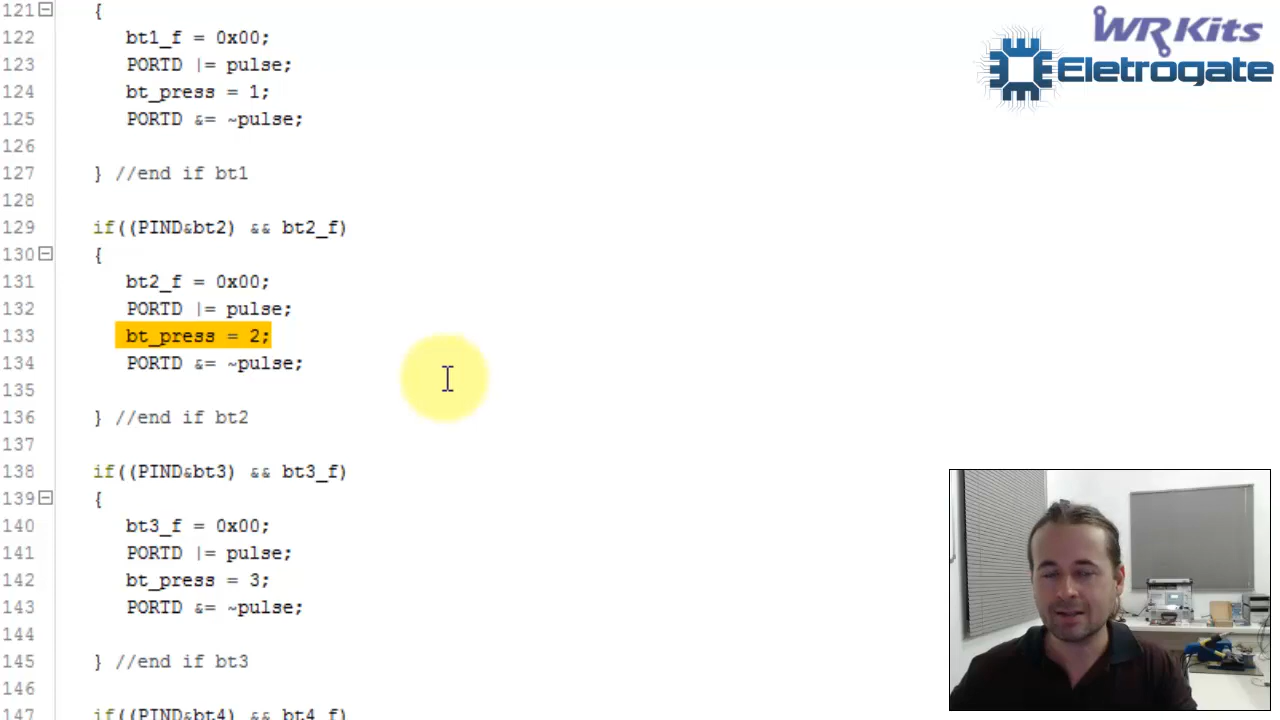 121 {
122 bt1_f = 0x00;
123 PORTD |= pulse;
124 bt_press = 1;
125 PORTD &= ~pulse;
126
127 } //end if bt1
128
129 if((PIND&bt2) && bt2_f)
130 {
131 bt2_f = 0x00;
132 PORTD |= pulse;
133 bt_press = 2;
134 PORTD &= ~pulse;
135
136 } //end if bt2
137
138 if((PIND&bt3) && bt3_f)
139 {
140 bt3_f = 0x00;
141 PORTD |= pulse;
142 bt_press = 3;
143 PORTD &= ~pulse;
144
145 } //end if bt3
146
147 if((PIND&bt4) && bt4_f)
WR Kits
Eletrogate